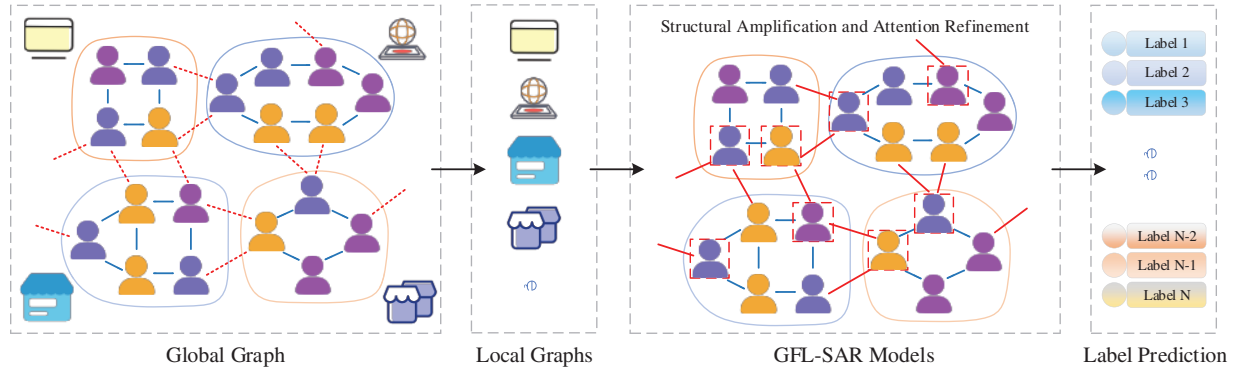 Structural Amplification and Attention Refinement
Label 1
Label 2
Label 3
Label N-2
Label N-1
Label N
Global Graph
Local Graphs
GFL-SAR Models
Label Prediction